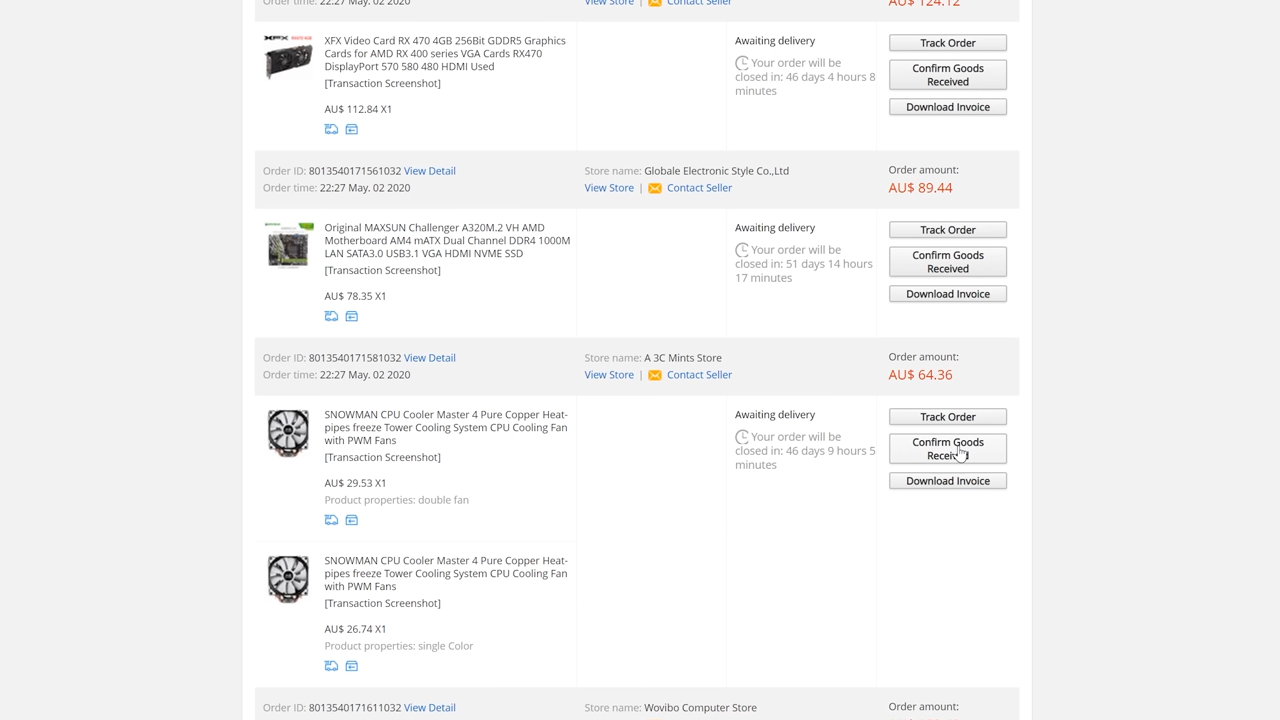 Order time: 22:27 May. 02 2020
View Store | Contact Seller
AU$ 124.12
XFX Video Card RX 470 4GB 256Bit GDDR5 Graphics
Cards for AMD RX 400 series VGA Cards RX470
DisplayPort 570 580 480 HDMI Used
[Transaction Screenshot]
AU$ 112.84 X1
Awaiting delivery
Your order will be
closed in: 46 days 4 hours 8
minutes
Track Order
Confirm Goods
Received
Download Invoice
Order ID: 8013540171561032 View Detail
Order time: 22:27 May. 02 2020
Store name: Globale Electronic Style Co.,Ltd
View Store | Contact Seller
Order amount:
AU$ 89.44
Original MAXSUN Challenger A320M.2 VH AMD
Motherboard AM4 mATX Dual Channel DDR4 1000M
LAN SATA3.0 USB3.1 VGA HDMI NVME SSD
[Transaction Screenshot]
AU$ 78.35 X1
Awaiting delivery
Your order will be
closed in: 51 days 14 hours
17 minutes
Track Order
Confirm Goods
Received
Download Invoice
Order ID: 8013540171581032 View Detail
Order time: 22:27 May. 02 2020
Store name: A 3C Mints Store
View Store | Contact Seller
Order amount:
AU$ 64.36
SNOWMAN CPU Cooler Master 4 Pure Copper Heat-
pipes freeze Tower Cooling System CPU Cooling Fan
with PWM Fans
[Transaction Screenshot]
AU$ 29.53 X1
Product properties: double fan
Awaiting delivery
Your order will be
closed in: 46 days 9 hours 5
minutes
Track Order
Confirm Goods
Received
Download Invoice
SNOWMAN CPU Cooler Master 4 Pure Copper Heat-
pipes freeze Tower Cooling System CPU Cooling Fan
with PWM Fans
[Transaction Screenshot]
AU$ 26.74 X1
Product properties: single Color
Order ID: 8013540171611032 View Detail
Store name: Wovibo Computer Store
Order amount: